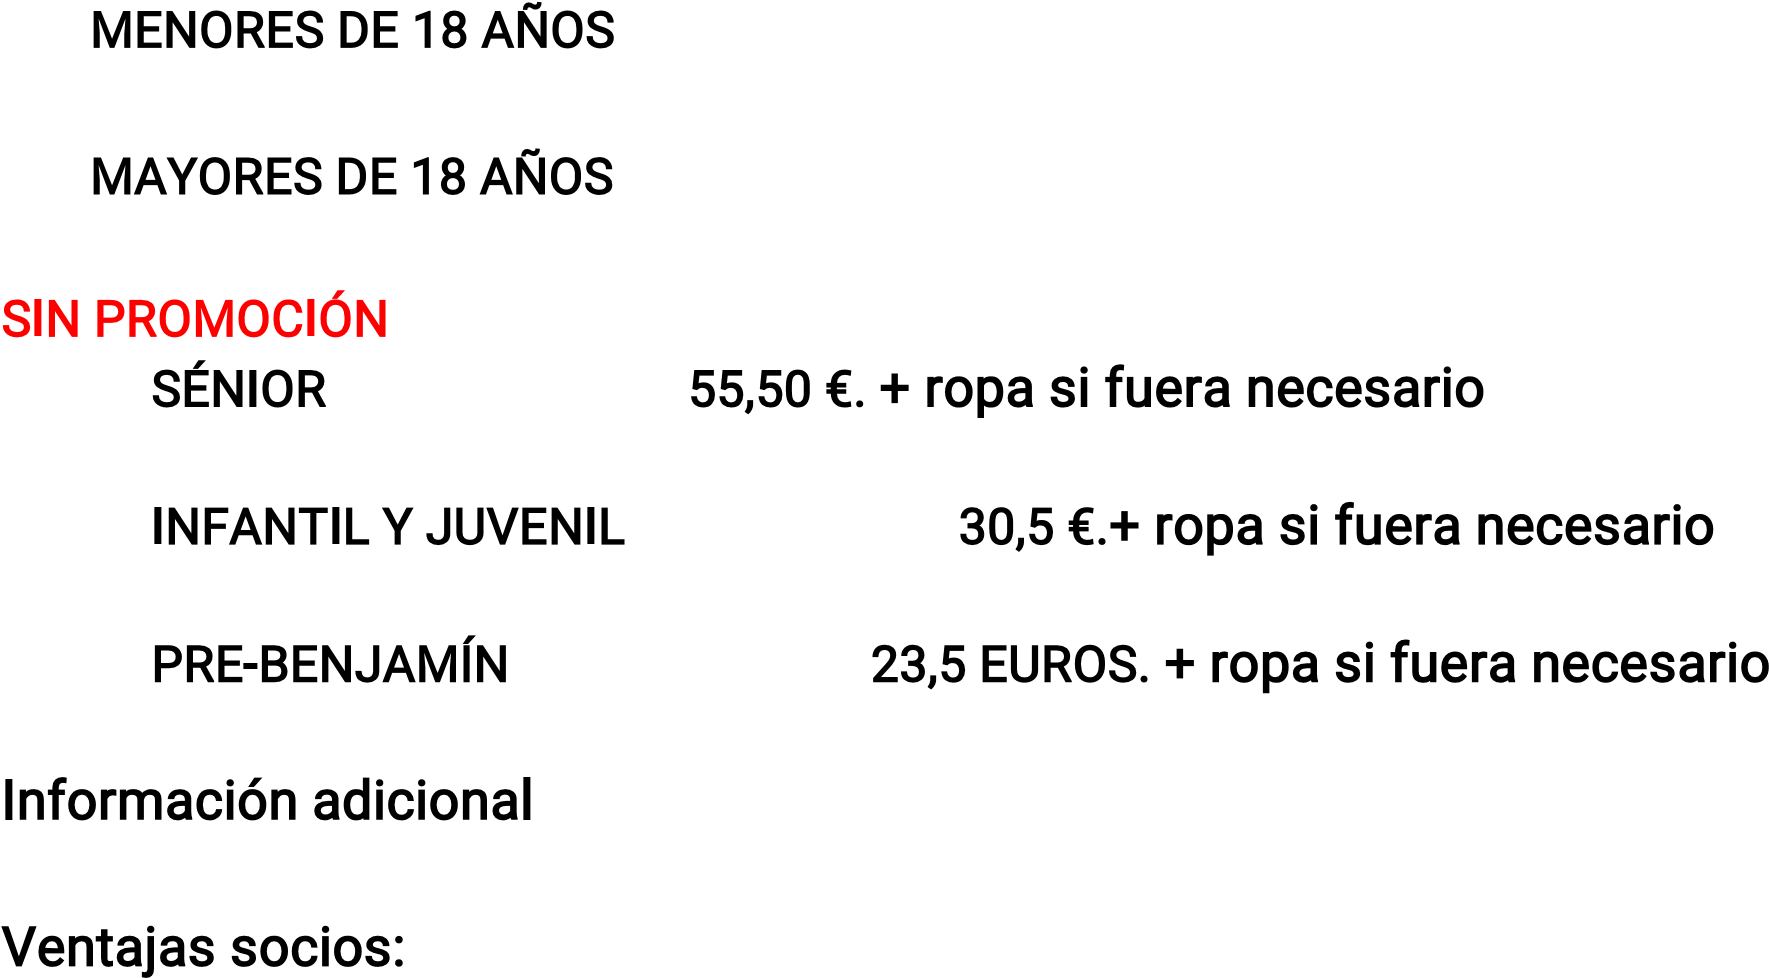 MENORES DE 18 AÑOS
MAYORES DE 18 AÑOS
SIN PROMOCIÓN
SÉNIOR 55,50 €. + ropa si fuera necesario
INFANTIL Y JUVENIL 30,5 €.+ ropa si fuera necesario
PRE-BENJAMÍN 23,5 EUROS. + ropa si fuera necesario
Información adicional
Ventajas socios: